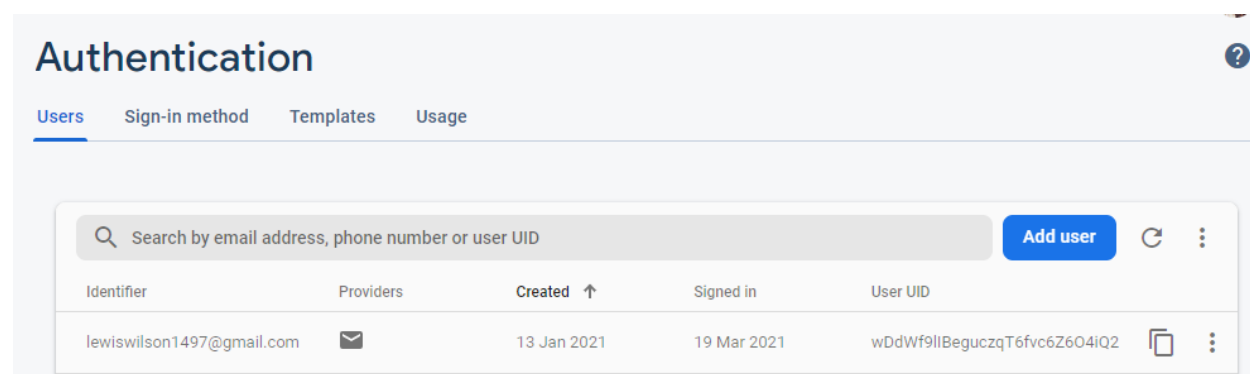 Authentication
Users Sign-in method Templates Usage
Search by email address, phone number or user UID Add user
Identifier Providers Created Signed in User UID
lewiswilson1497@gmail.com 13 Jan 2021 19 Mar 2021 wDdWf9lIBeguczqT6fvc6Z6O4iQ2